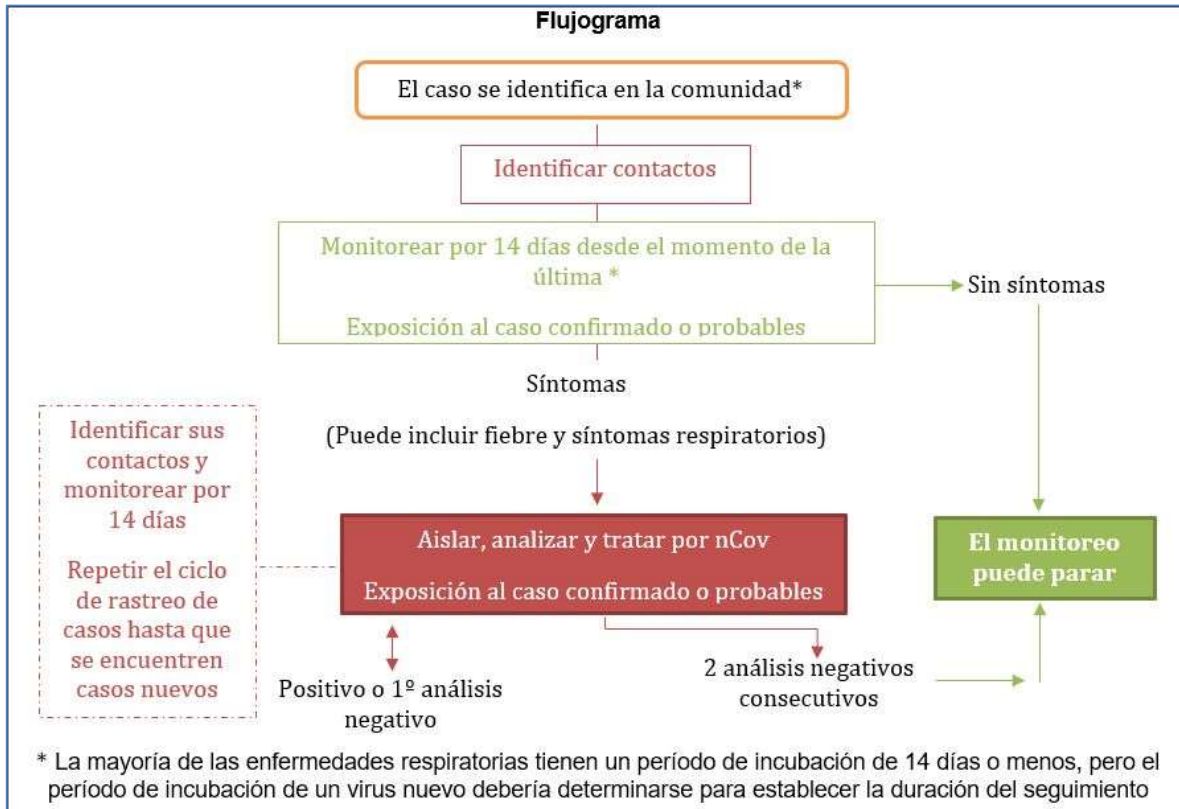 Flujograma
El caso se identifica en la comunidad*
Identificar contactos
Monitorear por 14 días desde el momento de la
última *
Exposición al caso confirmado o probables
Sin síntomas
Síntomas
(Puede incluir fiebre y síntomas respiratorios)
Identificar sus
contactos y
monitorear por
14 días
Repetir el ciclo
de rastreo de
casos hasta que
se encuentren
casos nuevos
Aislar, analizar y tratar por nCov
Exposición al caso confirmado o probables
El monitoreo
puede parar
Positivo o 1º análisis
negativo
2 análisis negativos
consecutivos
* La mayoría de las enfermedades respiratorias tienen un período de incubación de 14 días o menos, pero el
período de incubación de un virus nuevo debería determinarse para establecer la duración del seguimiento